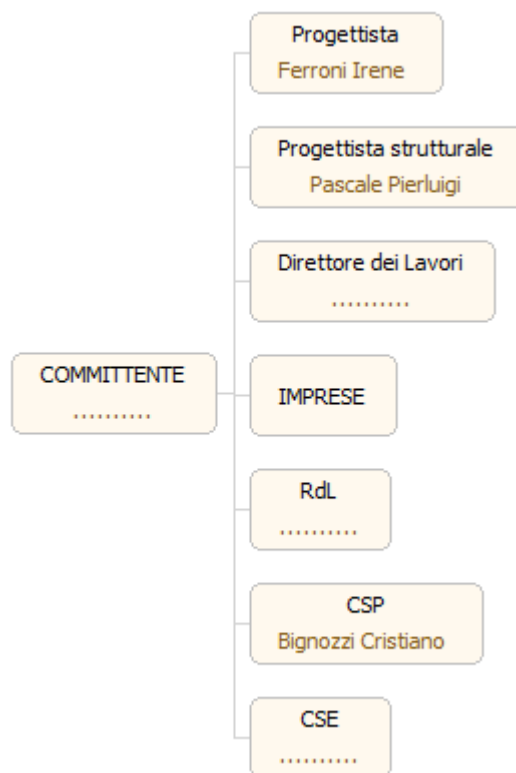 Progettista
Ferroni Irene
Progettista strutturale
Pascale Pierluigi
Direttore dei Lavori
..........
COMMITTENTE
..........
IMPRESE
RdL
..........
CSP
Bignozzi Cristiano
CSE
..........